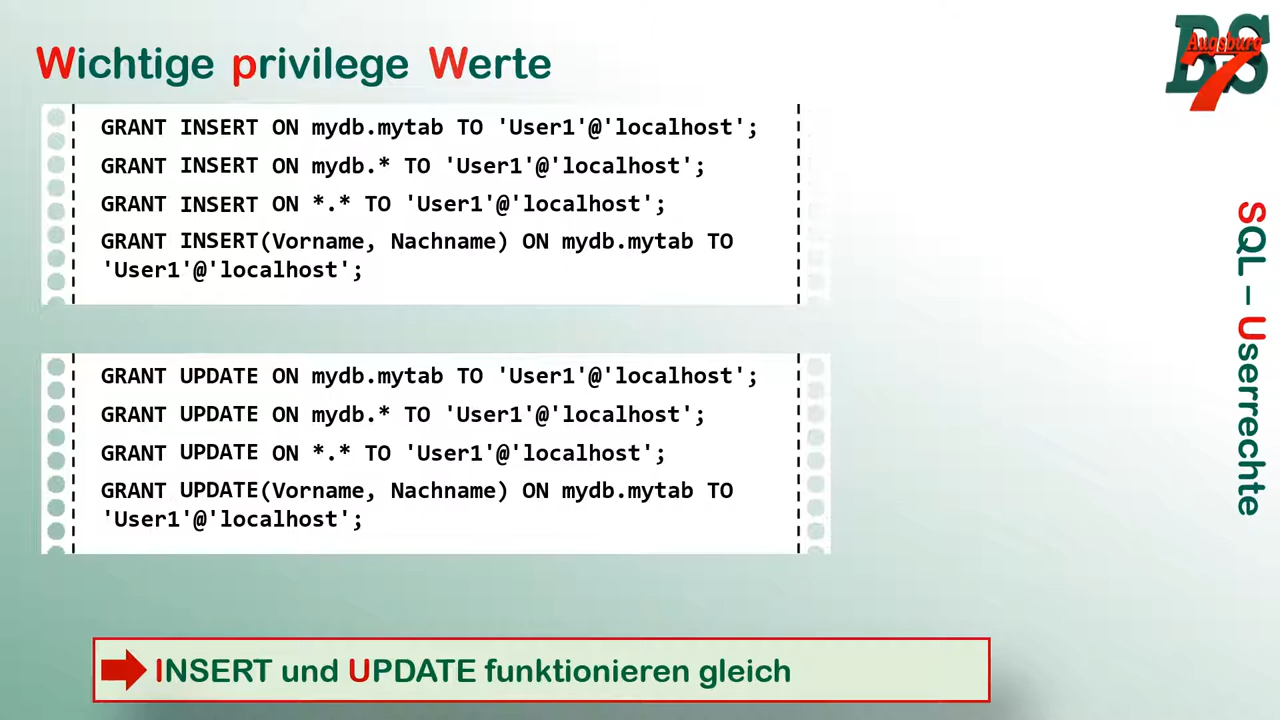 Wichtige privilege Werte
BS
Augsburg
7
GRANT INSERT ON mydb.mytab TO 'User1'@'localhost';
GRANT INSERT ON mydb.* TO 'User1'@'localhost';
GRANT INSERT ON *.* TO 'User1'@'localhost';
GRANT INSERT(Vorname, Nachname) ON mydb.mytab TO
'User1'@'localhost';
GRANT UPDATE ON mydb.mytab TO 'User1'@'localhost';
GRANT UPDATE ON mydb.* TO 'User1'@'localhost';
GRANT UPDATE ON *.* TO 'User1'@'localhost';
GRANT UPDATE(Vorname, Nachname) ON mydb.mytab TO
'User1'@'localhost';
SQL – Userrechte
INSERT und UPDATE funktionieren gleich